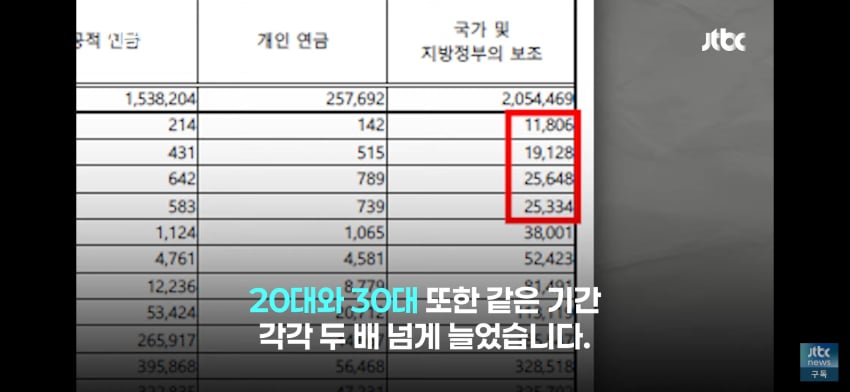 국가 및
공적 연금 개인 연금 지방정부의 보조
jtbc
1,538,204 257,692 2,054,469
214 142 11,806
431 515 19,128
642 789 25,648
583 739 25,334
1,124 1,065 38,001
4,761 4,581 52,423
12,236 8,779 81,491
53,424
265,917
395,868 56,468 328,518
20대와 30대 또한 같은 기간
각각 두 배 넘게 늘었습니다.
jtbc
news
구독